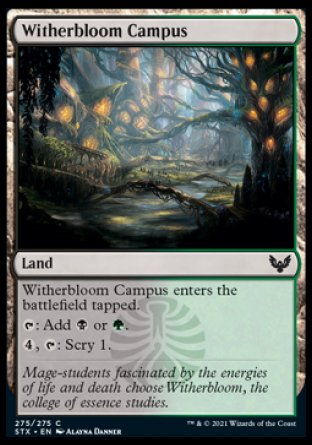 Witherbloom Campus
Land
Witherbloom Campus enters the
battlefield tapped.
: Add or .
4, : Scry 1.
Mage-students fascinated by the energies
of life and death choose Witherbloom, the
college of essence studies.
275/275 C
STX • EN ALAYNA DANNER
™ & © 2021 Wizards of the Coast